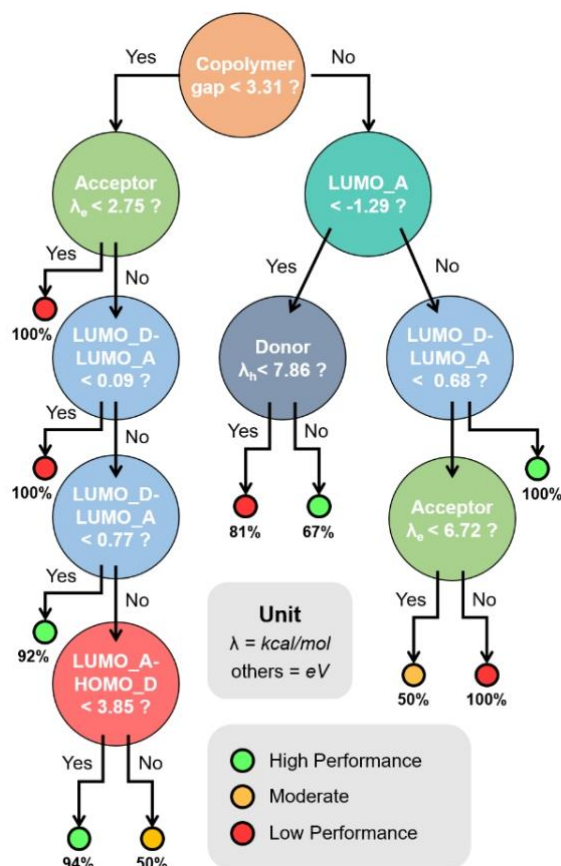 Yes
No
Copolymer
gap < 3.31 ?
Acceptor
λe < 2.75 ?
LUMO_A
< -1.29 ?
Yes
No
100%
Yes
No
LUMO_D-
LUMO_A
< 0.09 ?
Donor
λh < 7.86 ?
LUMO_D-
LUMO_A
< 0.68 ?
Yes
No
100%
Yes
No
81%
67%
100%
LUMO_D-
LUMO_A
< 0.77 ?
Acceptor
λe < 6.72 ?
Yes
No
92%
Yes
No
50%
100%
LUMO_A-
HOMO_D
< 3.85 ?
Yes
No
94%
50%
Unit
λ = kcal/mol
others = eV
High Performance
Moderate
Low Performance